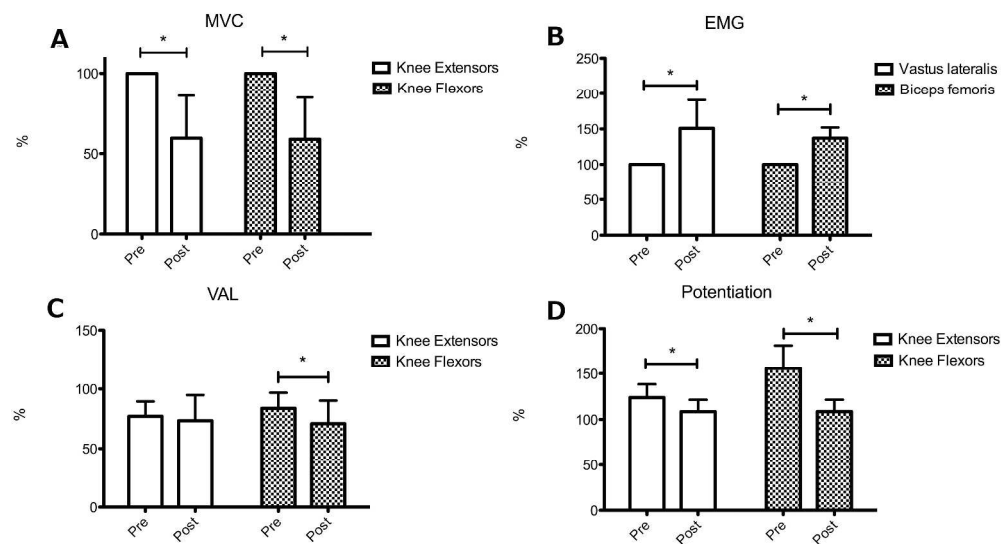 A
MVC
*
*
Knee Extensors
Knee Flexors
100
50
0
%
Pre
Post
Pre
Post
B
EMG
*
*
Vastus lateralis
Biceps femoris
250
200
150
100
50
0
%
Pre
Post
Pre
Post
C
VAL
*
Knee Extensors
Knee Flexors
150
100
50
0
%
Pre
Post
Pre
Post
D
Potentiation
*
*
Knee Extensors
Knee Flexors
200
150
100
50
0
%
Pre
Post
Pre
Post